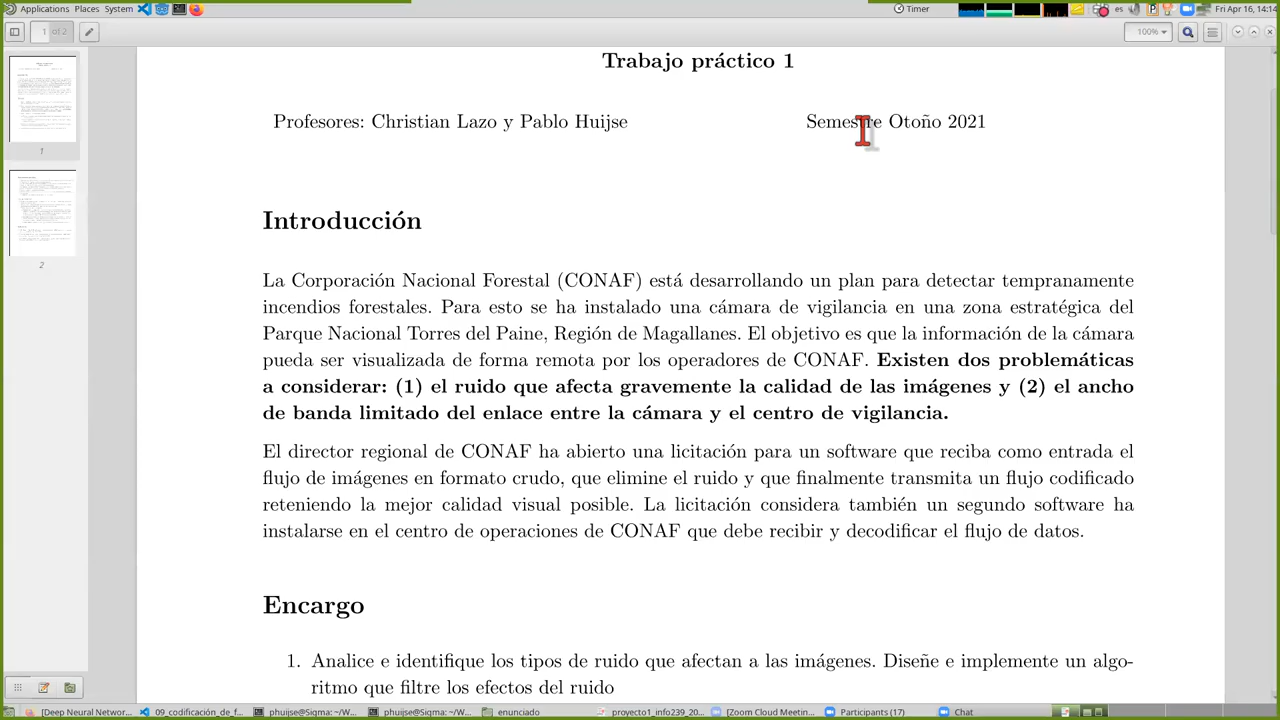 Applications Places System
Timer
es
Fri Apr 16, 14:14
1 of 2
100%
Trabajo práctico 1
Profesores: Christian Lazo y Pablo Huijse
Semestre Otoño 2021
Introducción
La Corporación Nacional Forestal (CONAF) está desarrollando un plan para detectar tempranamente
incendios forestales. Para esto se ha instalado una cámara de vigilancia en una zona estratégica del
Parque Nacional Torres del Paine, Región de Magallanes. El objetivo es que la información de la cámara
pueda ser visualizada de forma remota por los operadores de CONAF. Existen dos problemáticas
a considerar: (1) el ruido que afecta gravemente la calidad de las imágenes y (2) el ancho
de banda limitado del enlace entre la cámara y el centro de vigilancia.
El director regional de CONAF ha abierto una licitación para un software que reciba como entrada el
flujo de imágenes en formato crudo, que elimine el ruido y que finalmente transmita un flujo codificado
reteniendo la mejor calidad visual posible. La licitación considera también un segundo software ha
instalarse en el centro de operaciones de CONAF que debe recibir y decodificar el flujo de datos.
Encargo
1. Analice e identifique los tipos de ruido que afectan a las imágenes. Diseñe e implemente un algo-
ritmo que filtre los efectos del ruido
1
2
[Deep Neural Networ...
09_codificación_de_f...
phuijse@Sigma: ~/W...
phuijse@Sigma: ~/W...
enunciado
proyecto1_info239_20...
[Zoom Cloud Meetin...
Participants (17)
Chat